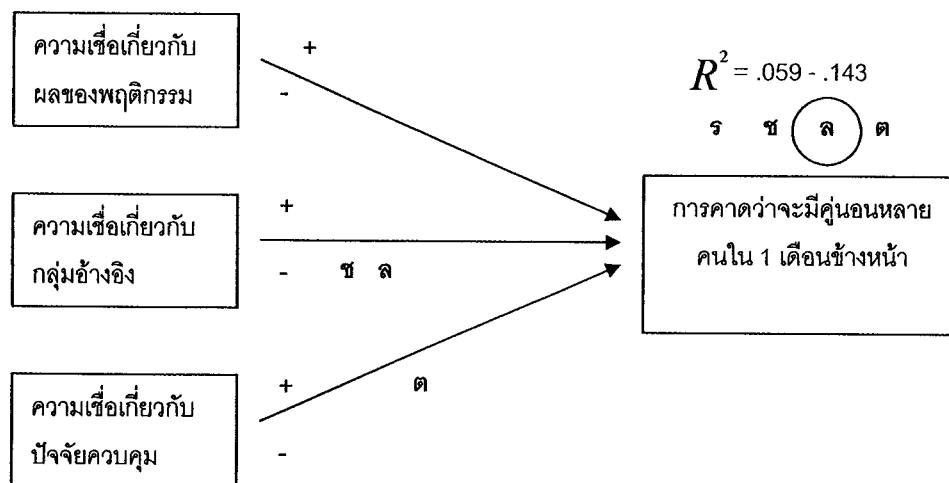 ความเชื่อเกี่ยวกับ
ผลของพฤติกรรม
+
-
R² = .059 - .143
ร ช ล ต
ความเชื่อเกี่ยวกับ
กลุ่มอ้างอิง
+
- ช ล
การคาดว่าจะมีคู่นอนหลาย
คนใน 1 เดือนข้างหน้า
ความเชื่อเกี่ยวกับ
ปัจจัยควบคุม
+ ต
-